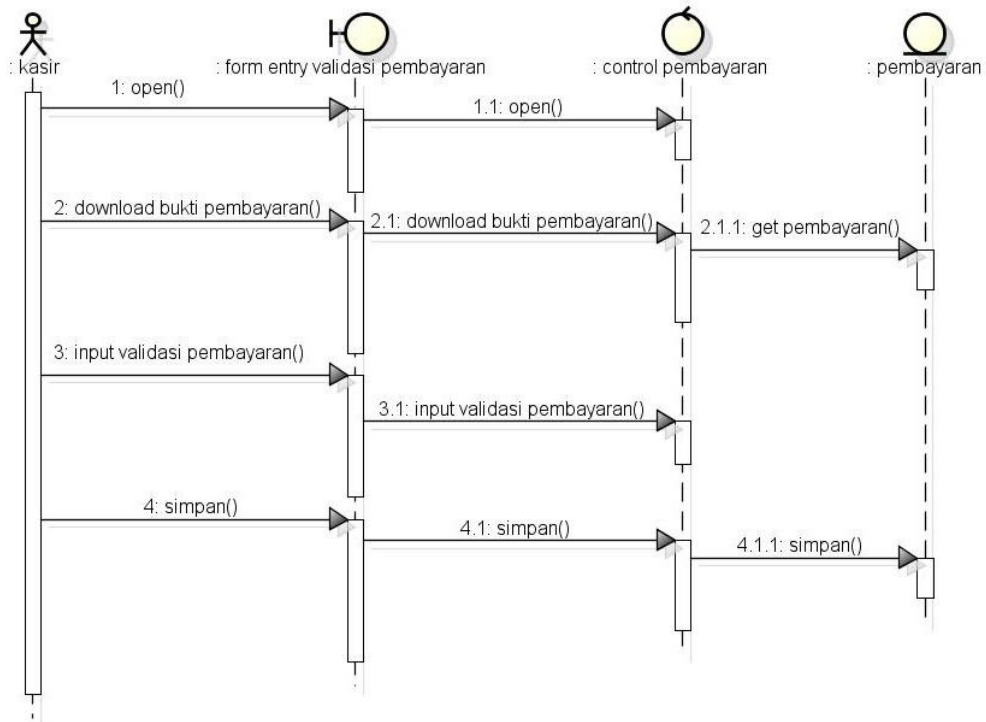 : kasir
: form entry validasi pembayaran
: control pembayaran
: pembayaran
1: open()
1.1: open()
2: download bukti pembayaran()
2.1: download bukti pembayaran()
2.1.1: get pembayaran()
3: input validasi pembayaran()
3.1: input validasi pembayaran()
4: simpan()
4.1: simpan()
4.1.1: simpan()